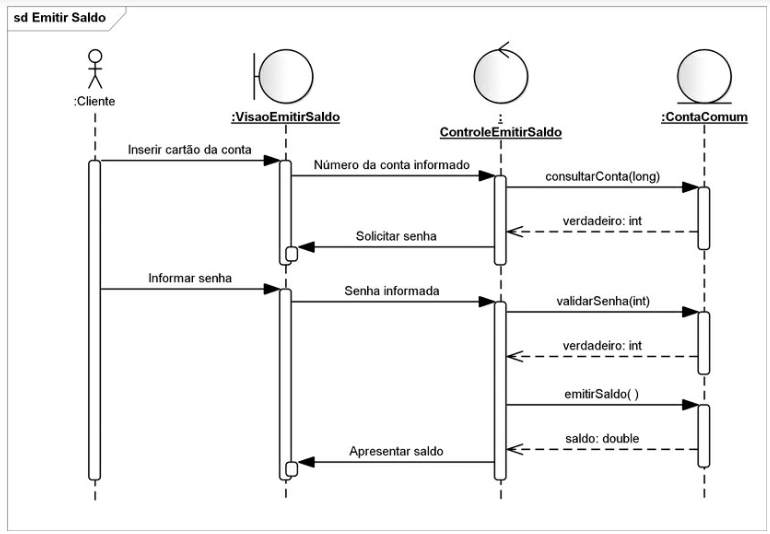 sd Emitir Saldo
:Cliente
:VisaoEmitirSaldo
:
ControleEmitirSaldo
:ContaComum
Inserir cartão da conta
Número da conta informado
consultarConta(long)
verdadeiro: int
Solicitar senha
Informar senha
Senha informada
validarSenha(int)
verdadeiro: int
emitirSaldo( )
saldo: double
Apresentar saldo